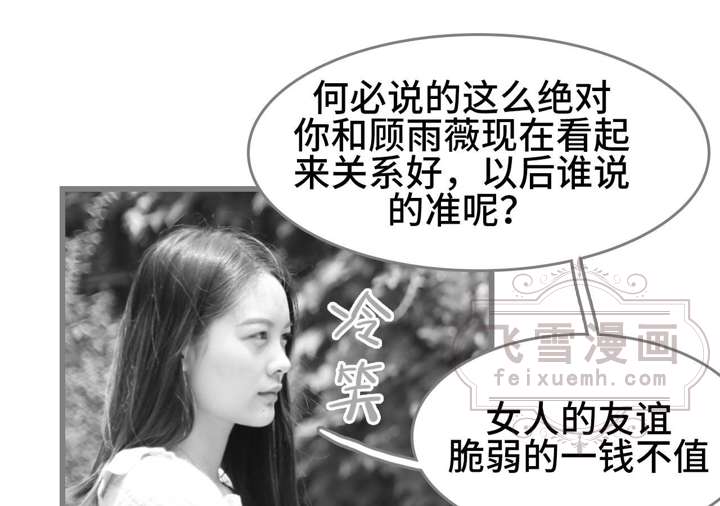 何必说的这么绝对
你和顾雨薇现在看起
来关系好，以后谁说
的准呢？
冷笑
飞雪漫画
feixuemh.com
女人的友谊
脆弱的一钱不值